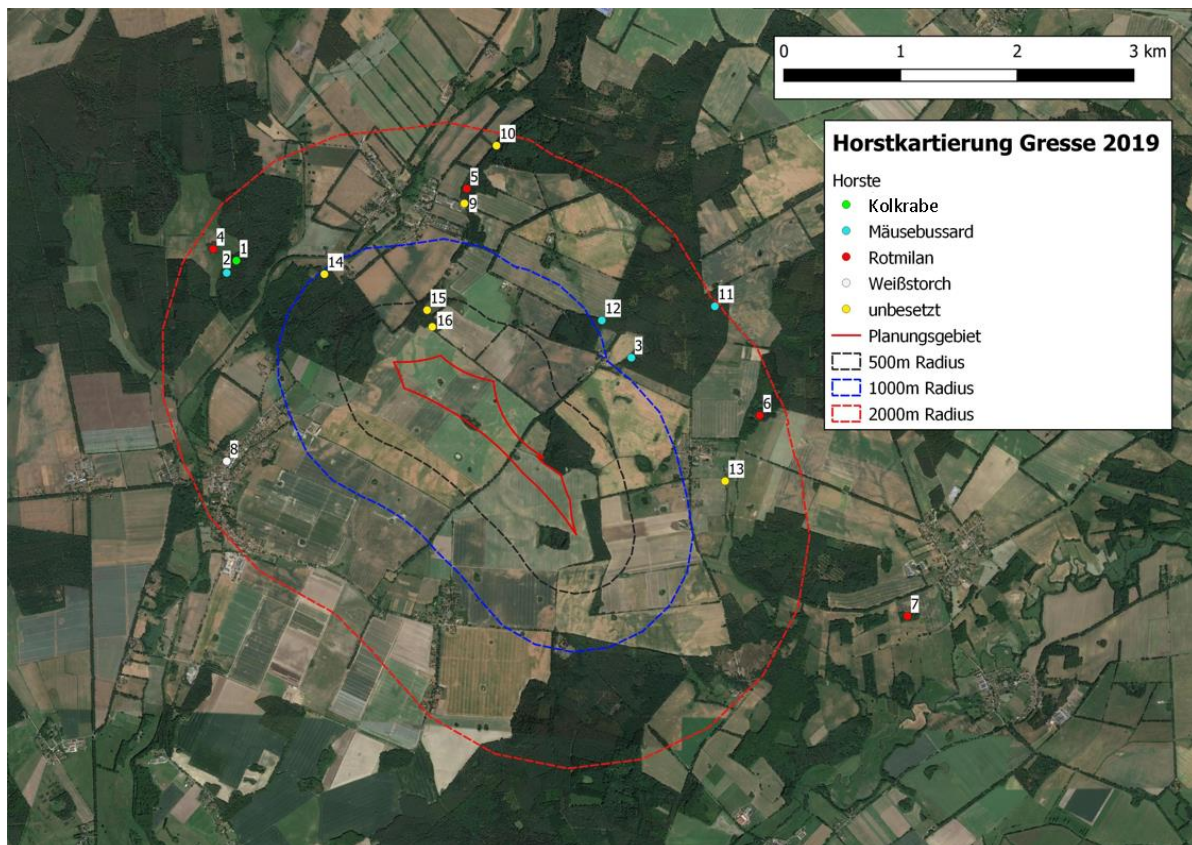 0 1 2 3 km
Horstkartierung Gresse 2019
Horste
Kolkrabe
Mäusebussard
Rotmilan
Weißstorch
unbesetzt
Planungsgebiet
500m Radius
1000m Radius
2000m Radius
10
5
9
4
1
2
14
15
16
12
11
3
6
8
13
7